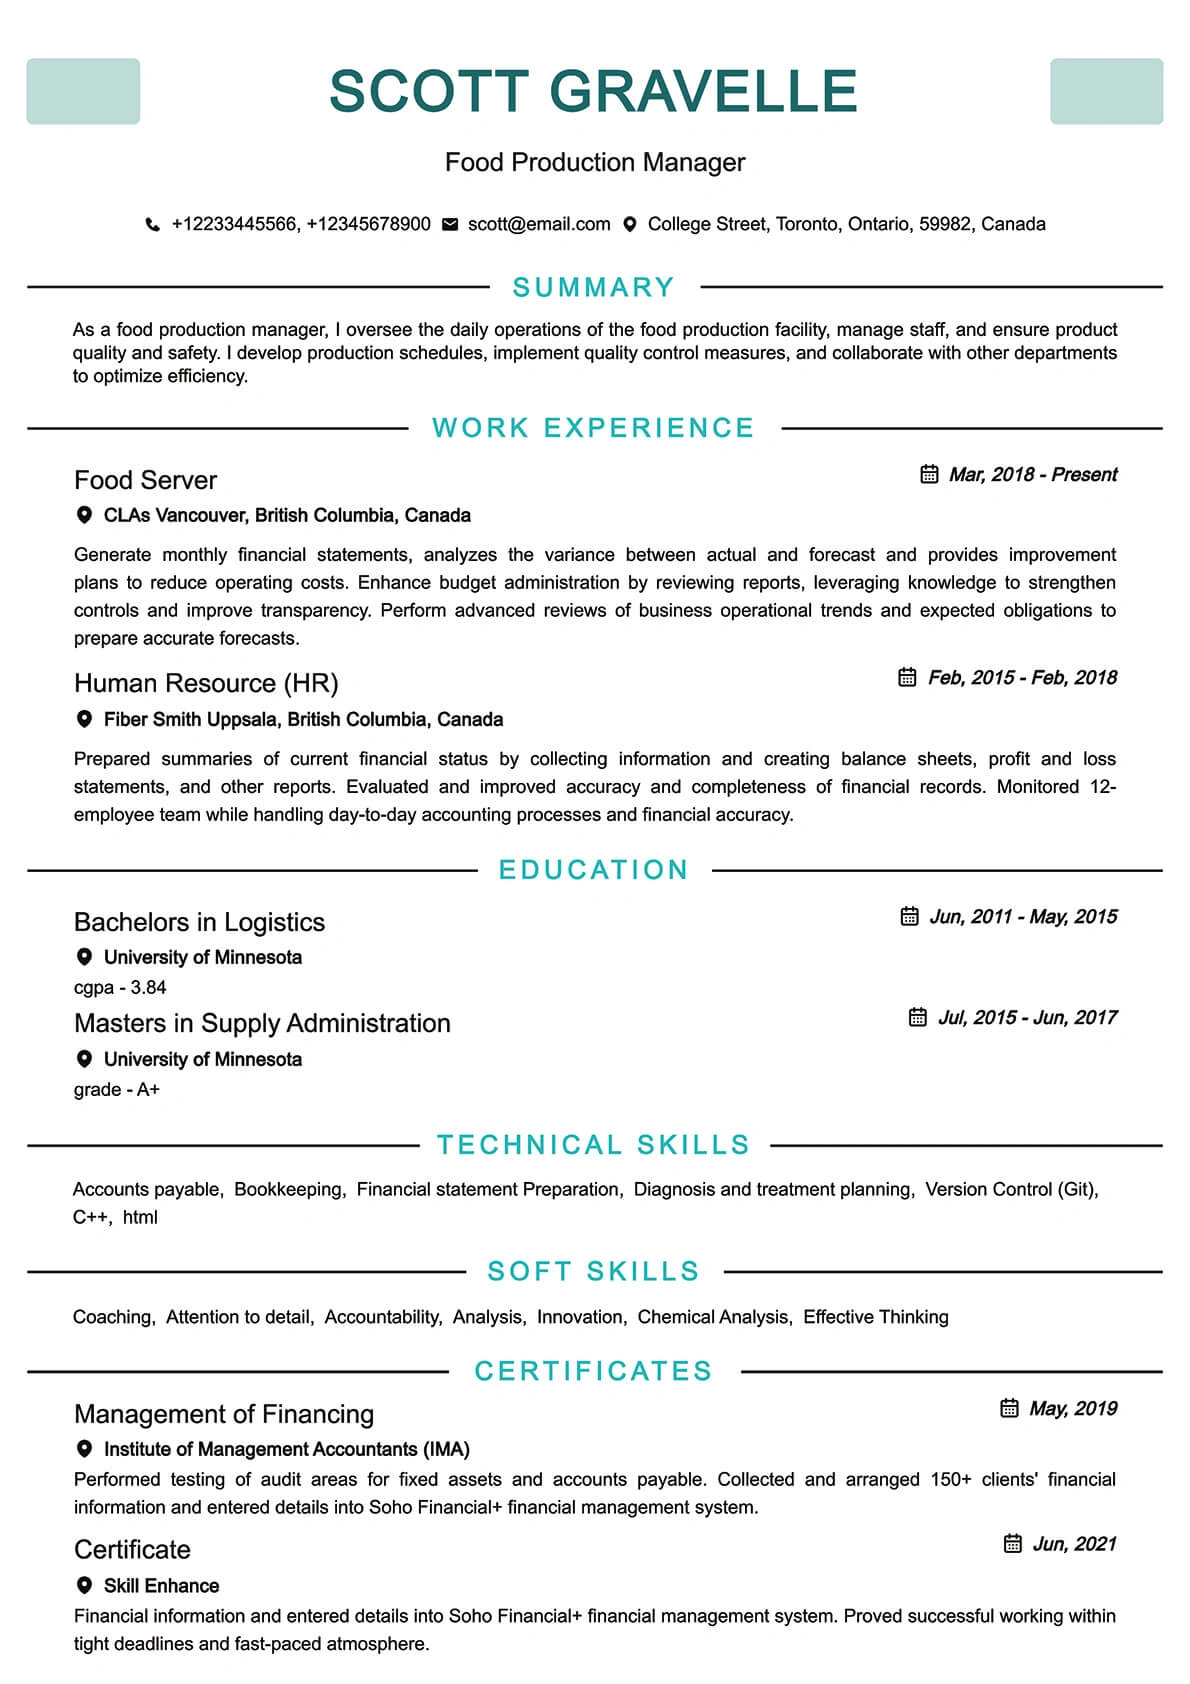 SCOTT GRAVELLE
Food Production Manager
+12233445566, +12345678900 scott@email.com College Street, Toronto, Ontario, 59982, Canada
SUMMARY
As a food production manager, I oversee the daily operations of the food production facility, manage staff, and ensure product
quality and safety. I develop production schedules, implement quality control measures, and collaborate with other departments
to optimize efficiency.
WORK EXPERIENCE
Food Server
Mar, 2018 - Present
CLAs Vancouver, British Columbia, Canada
Generate monthly financial statements, analyzes the variance between actual and forecast and provides improvement
plans to reduce operating costs. Enhance budget administration by reviewing reports, leveraging knowledge to strengthen
controls and improve transparency. Perform advanced reviews of business operational trends and expected obligations to
prepare accurate forecasts.
Human Resource (HR)
Feb, 2015 - Feb, 2018
Fiber Smith Uppsala, British Columbia, Canada
Prepared summaries of current financial status by collecting information and creating balance sheets, profit and loss
statements, and other reports. Evaluated and improved accuracy and completeness of financial records. Monitored 12-
employee team while handling day-to-day accounting processes and financial accuracy.
EDUCATION
Bachelors in Logistics
Jun, 2011 - May, 2015
University of Minnesota
cgpa - 3.84
Masters in Supply Administration
Jul, 2015 - Jun, 2017
University of Minnesota
grade - A+
TECHNICAL SKILLS
Accounts payable, Bookkeeping, Financial statement Preparation, Diagnosis and treatment planning, Version Control (Git),
C++, html
SOFT SKILLS
Coaching, Attention to detail, Accountability, Analysis, Innovation, Chemical Analysis, Effective Thinking
CERTIFICATES
Management of Financing
May, 2019
Institute of Management Accountants (IMA)
Performed testing of audit areas for fixed assets and accounts payable. Collected and arranged 150+ clients' financial
information and entered details into Soho Financial+ financial management system.
Certificate
Jun, 2021
Skill Enhance
Financial information and entered details into Soho Financial+ financial management system. Proved successful working within
tight deadlines and fast-paced atmosphere.